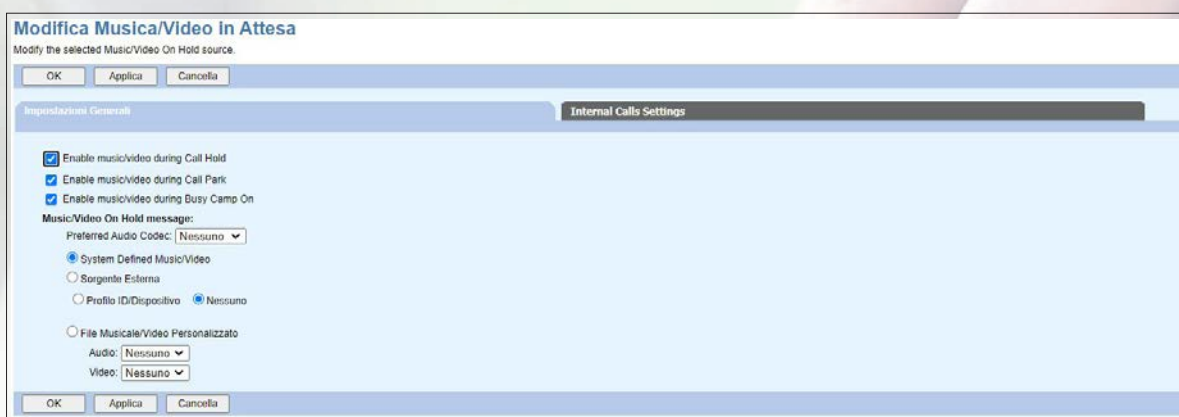 Modifica Musica/Video in Attesa
Modify the selected Music/Video On Hold source.
OK Applica Cancella
Impostazioni Generali Internal Calls Settings
Enable music/video during Call Hold
Enable music/video during Call Park
Enable music/video during Busy Camp On
Music/Video On Hold message:
Preferred Audio Codec: Nessuno
System Defined Music/Video
Sorgente Esterna
Profilo ID/Dispositivo Nessuno
File Musicale/Video Personalizzato
Audio: Nessuno
Video: Nessuno
OK Applica Cancella